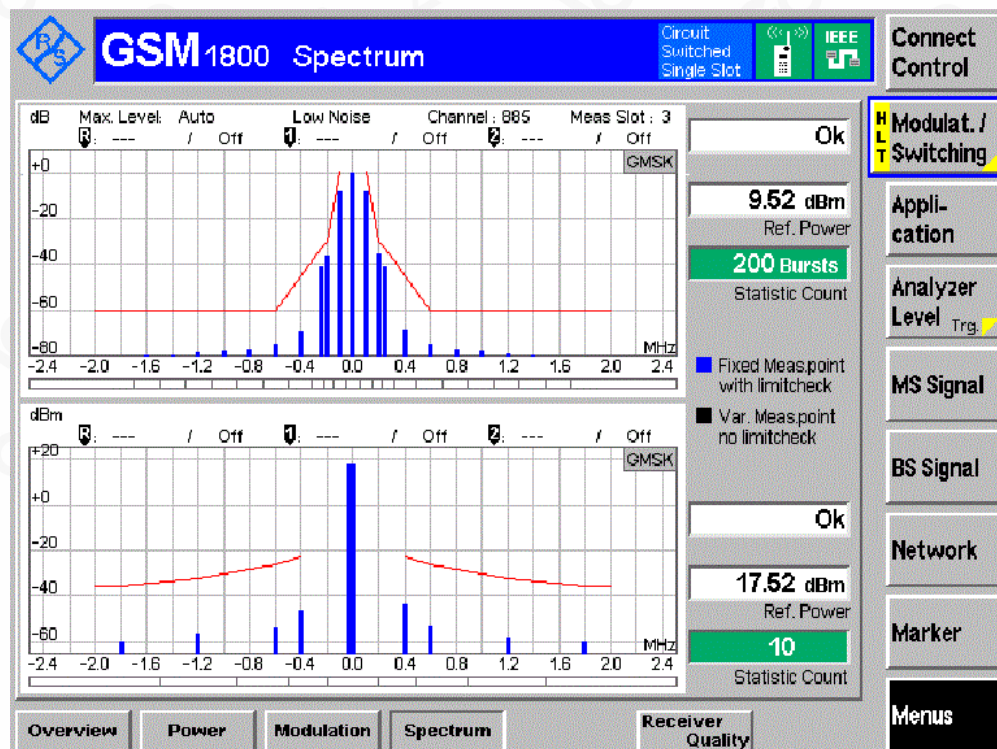 R/S
GSM 1800 Spectrum
Circuit Switched Single Slot
IEEE
Connect Control
dB Max. Level: Auto Low Noise Channel : 885 Meas Slot : 3
R: --- / Off 1: --- / Off 2: --- / Off
GMSK
+0
-20
-40
-60
-80
MHz
-2.4 -2.0 -1.6 -1.2 -0.8 -0.4 0.0 0.4 0.8 1.2 1.6 2.0 2.4
Ok
9.52 dBm
Ref. Power
200 Bursts
Statistic Count
Fixed Meas.point
with limitcheck
Var. Meas.point
no limitcheck
dBm
R: --- / Off 1: --- / Off 2: --- / Off
GMSK
+20
+0
-20
-40
-60
MHz
-2.4 -2.0 -1.6 -1.2 -0.8 -0.4 0.0 0.4 0.8 1.2 1.6 2.0 2.4
Ok
17.52 dBm
Ref. Power
10
Statistic Count
HLT
Modulat. /
Switching
Appli-
cation
Analyzer
Level Trg.
MS Signal
BS Signal
Network
Marker
Menus
Overview Power Modulation Spectrum Receiver Quality